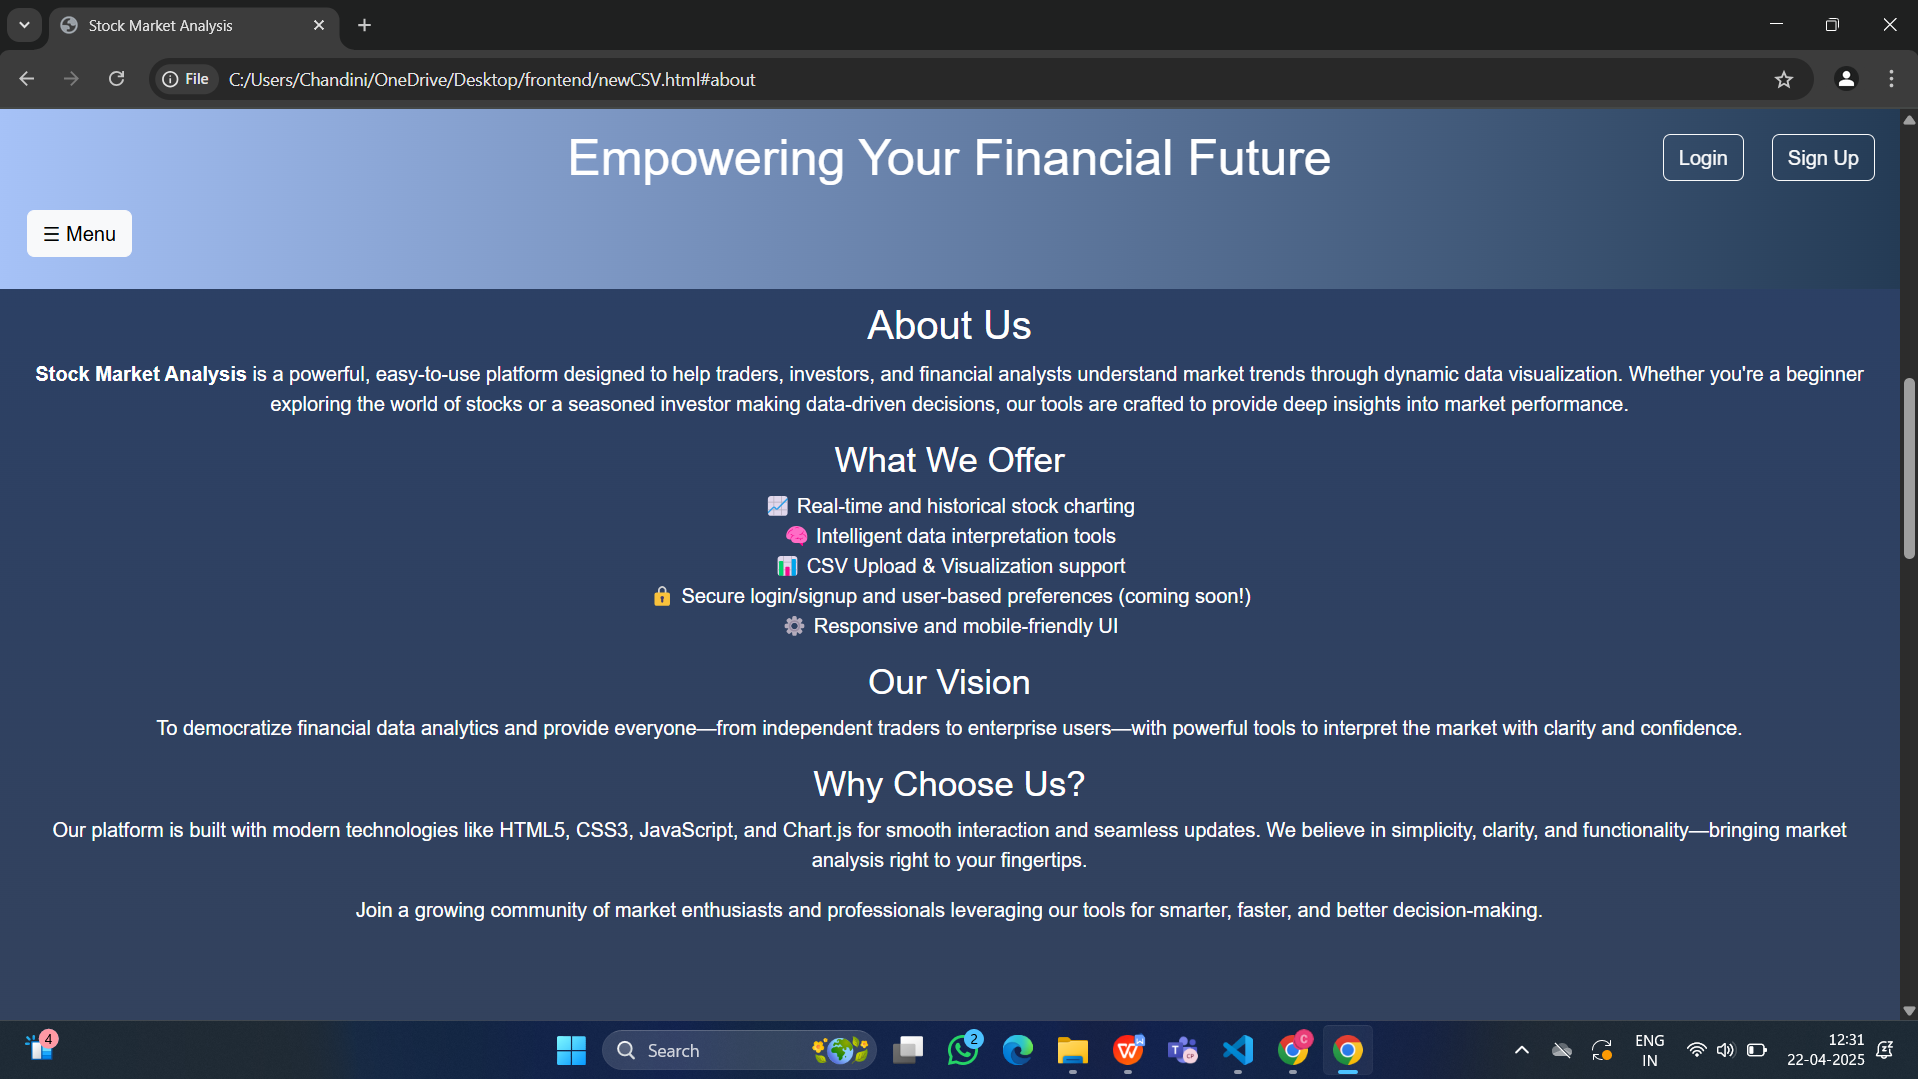 Stock Market Analysis
File C:/Users/Chandini/OneDrive/Desktop/frontend/newCSV.html#about
Empowering Your Financial Future
Login
Sign Up
☰ Menu
About Us
Stock Market Analysis is a powerful, easy-to-use platform designed to help traders, investors, and financial analysts understand market trends through dynamic data visualization. Whether you're a beginner
exploring the world of stocks or a seasoned investor making data-driven decisions, our tools are crafted to provide deep insights into market performance.
What We Offer
📈 Real-time and historical stock charting
🧠 Intelligent data interpretation tools
📊 CSV Upload & Visualization support
🔒 Secure login/signup and user-based preferences (coming soon!)
⚙️ Responsive and mobile-friendly UI
Our Vision
To democratize financial data analytics and provide everyone—from independent traders to enterprise users—with powerful tools to interpret the market with clarity and confidence.
Why Choose Us?
Our platform is built with modern technologies like HTML5, CSS3, JavaScript, and Chart.js for smooth interaction and seamless updates. We believe in simplicity, clarity, and functionality—bringing market
analysis right to your fingertips.
Join a growing community of market enthusiasts and professionals leveraging our tools for smarter, faster, and better decision-making.
4
Search
2
W
T
CP
C
ENG
IN
12:31
22-04-2025